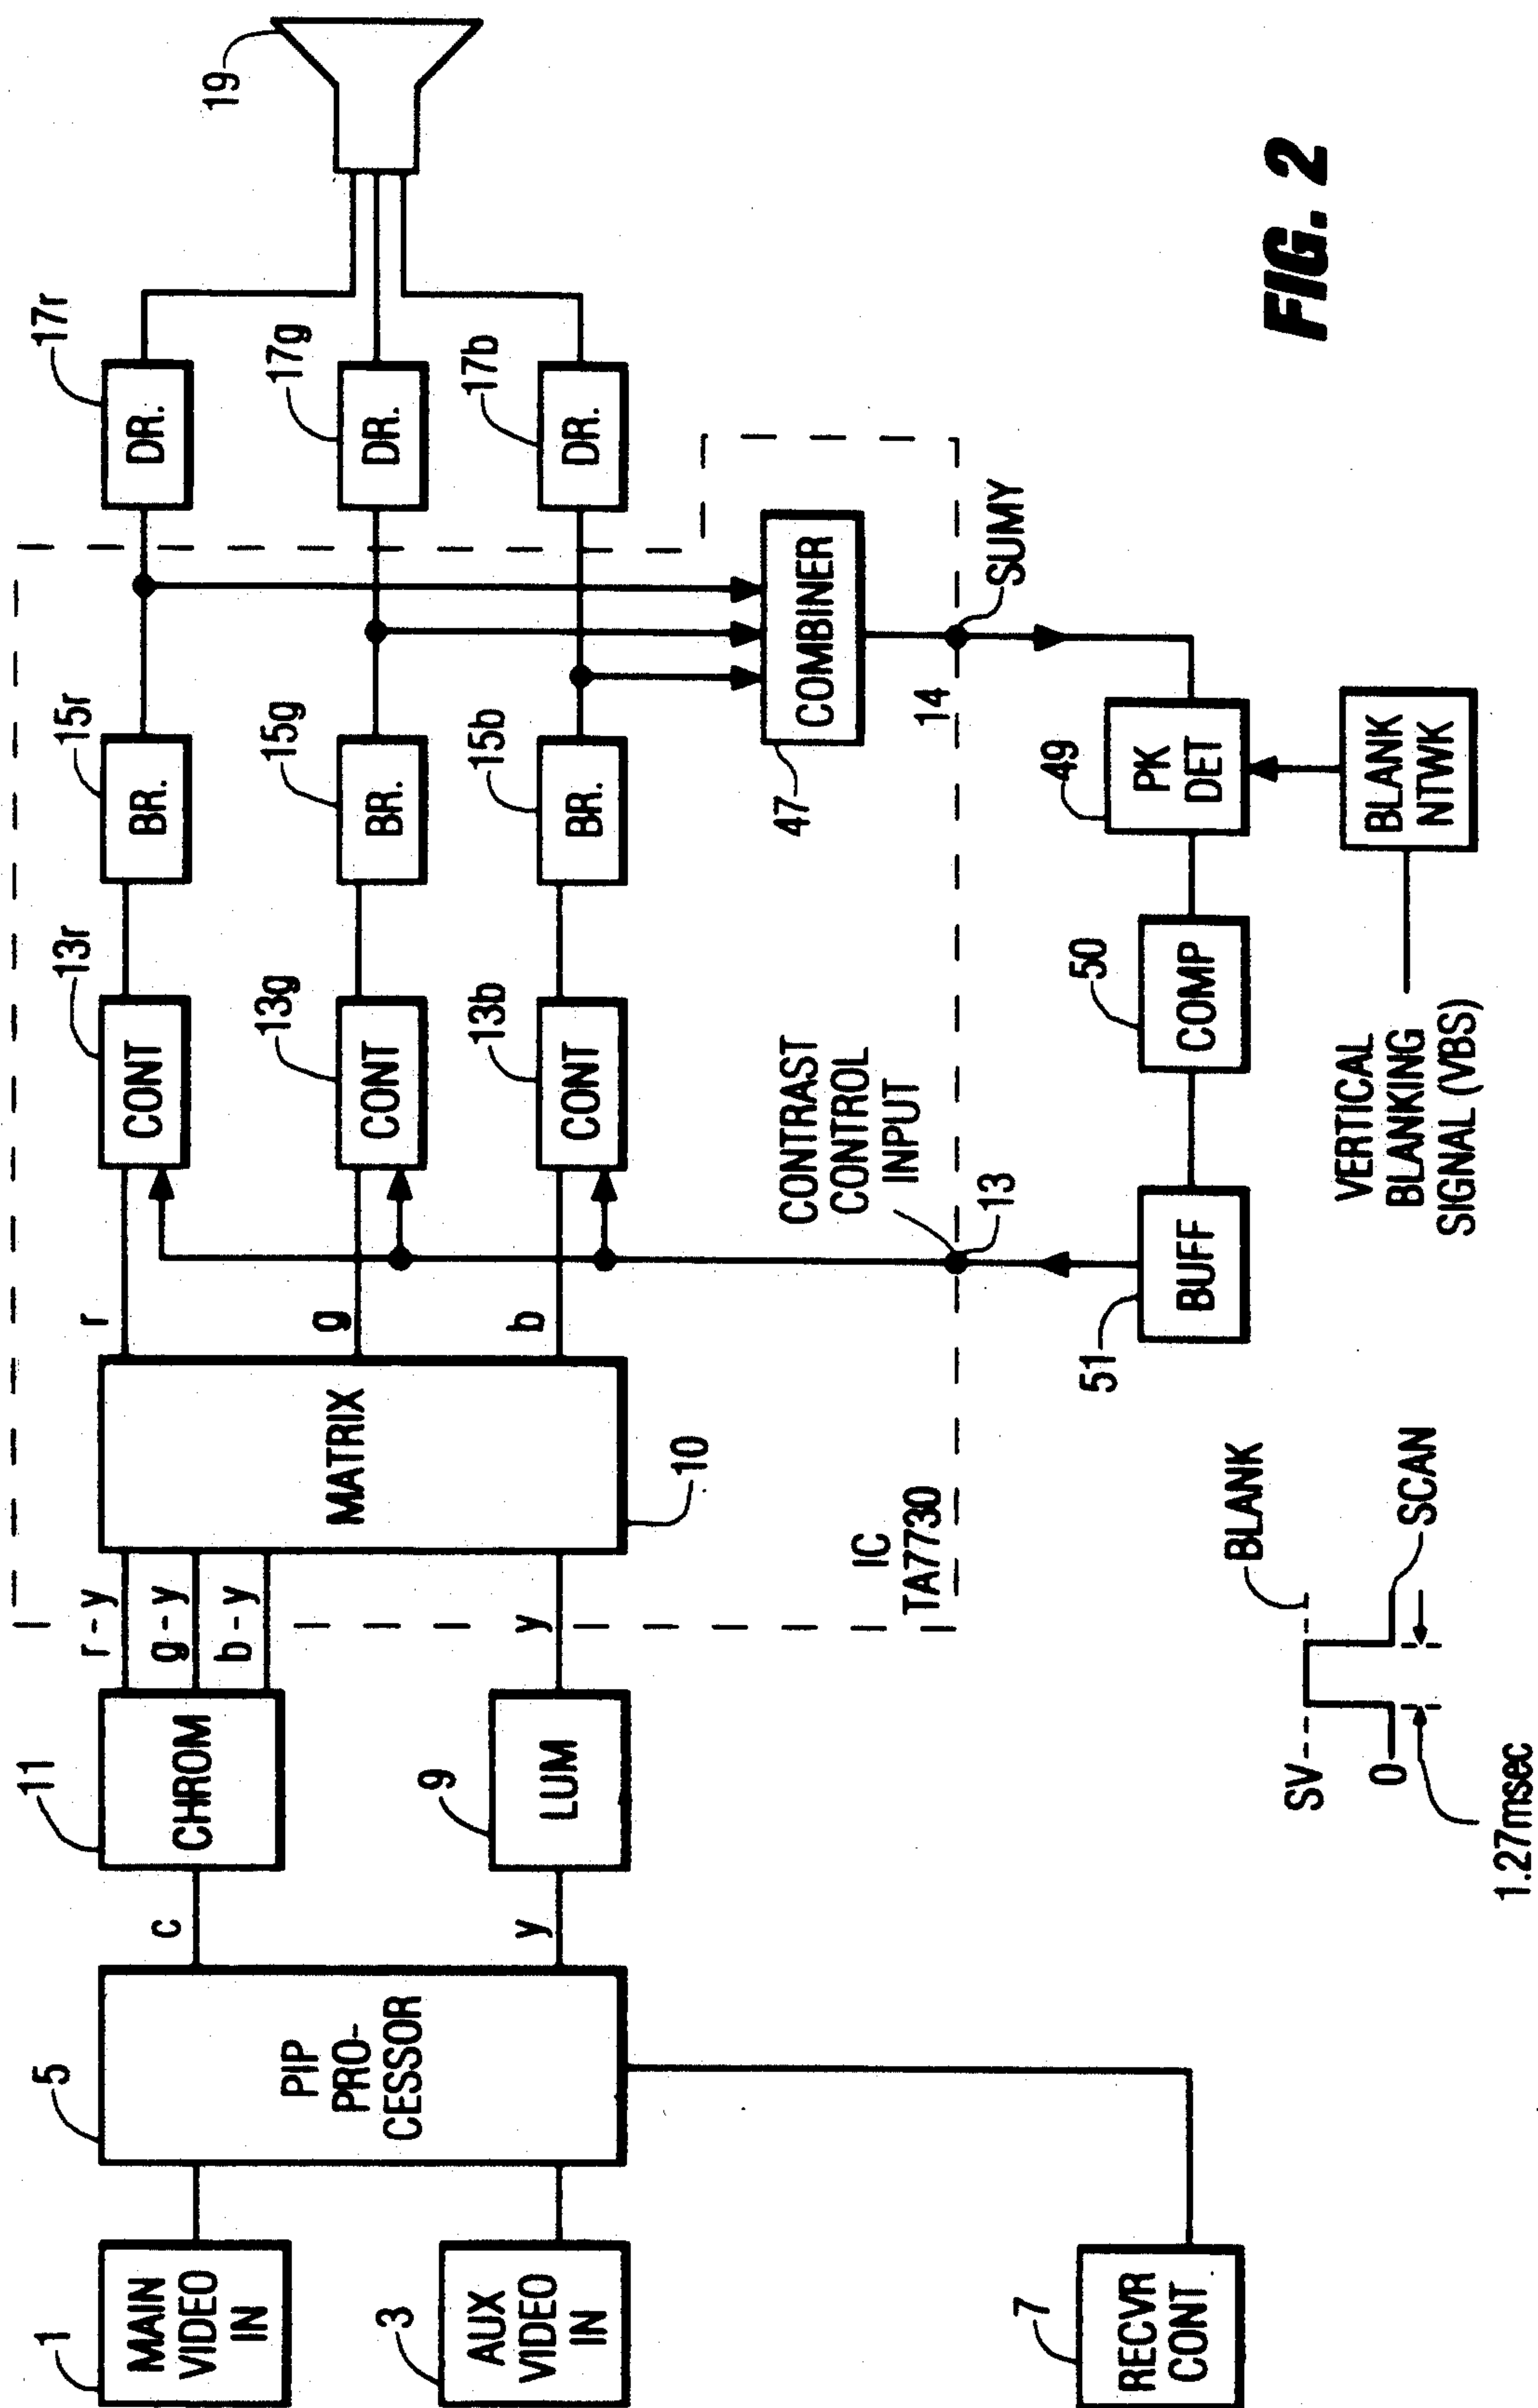 1
MAIN
VIDEO
IN
3
AUX
VIDEO
IN
5
PIP
PRO-
CESSOR
7
RECVR
CONT
c
y
11
CHROM
9
LUM
r-y
g-y
b-y
y
MATRIX
10
IC
TA7730
r
g
b
13r
CONT
13g
CONT
13b
CONT
15r
BR.
15g
BR.
15b
BR.
17r
DR.
17g
DR.
17b
DR.
19
CONTRAST
CONTROL
INPUT
13
47
COMBINER
14
SUMY
51
BUFF
50
COMP
49
PK
DET
BLANK
NTWK
VERTICAL
BLANKING
SIGNAL (VBS)
5V
0
BLANK
SCAN
1.27msec
FIG. 2